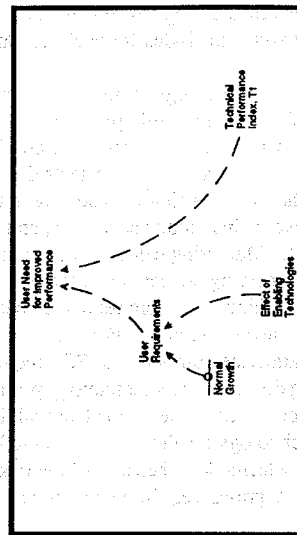 User Need
for Improved
Performance
User
Requirements
Normal
Growth
Effect of
Enabling
Technologies
Technical
Performance
Index, T1